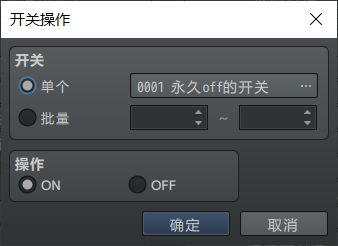 开关操作
开关
单个 0001 永久off的开关 ...
批量 ~
操作
ON OFF
确定 取消